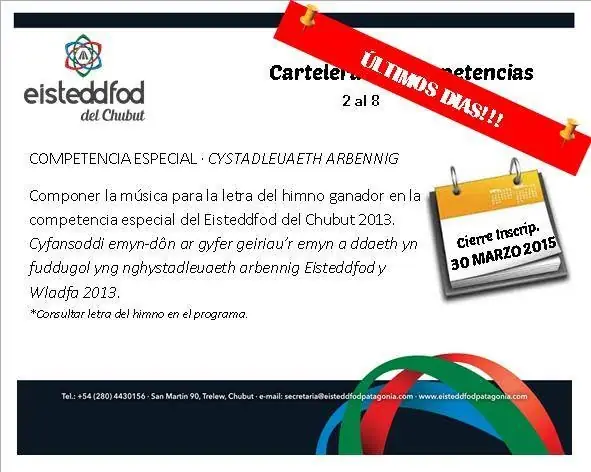 eisteddfod
del Chubut
ÚLTIMOS DIAS!!!
Cartelera petencias
2 al 8
COMPETENCIA ESPECIAL · CYSTADLEUAETH ARBENNIG
Componer la música para la letra del himno ganador en la
competencia especial del Eisteddfod del Chubut 2013.
Cyfansoddi emyn-dôn ar gyfer geiriau’r emyn a ddaeth yn
fuddugol yng nghystadleuaeth arbennig Eisteddfod y
Wladfa 2013.
*Consultar letra del himno en el programa.
Cierre Inscrip.
30 MARZO 2015
Tel.: +54 (280) 4430156 · San Martín 90, Trelew, Chubut · e-mail: secretaria@eisteddfodpatagonia.com · www.eisteddfodpatagonia.com